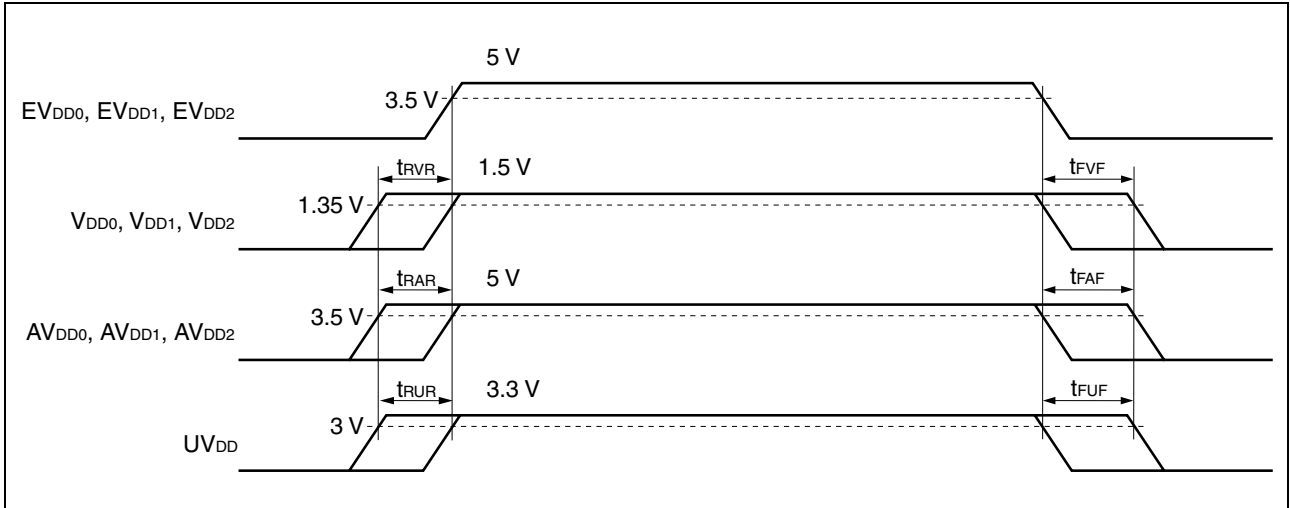 5 V
3.5 V
EVDD0, EVDD1, EVDD2
tRVR
1.5 V
tFVF
1.35 V
VDD0, VDD1, VDD2
tRAR
5 V
tFAF
3.5 V
AVDD0, AVDD1, AVDD2
tRUR
3.3 V
tFUF
3 V
UVDD